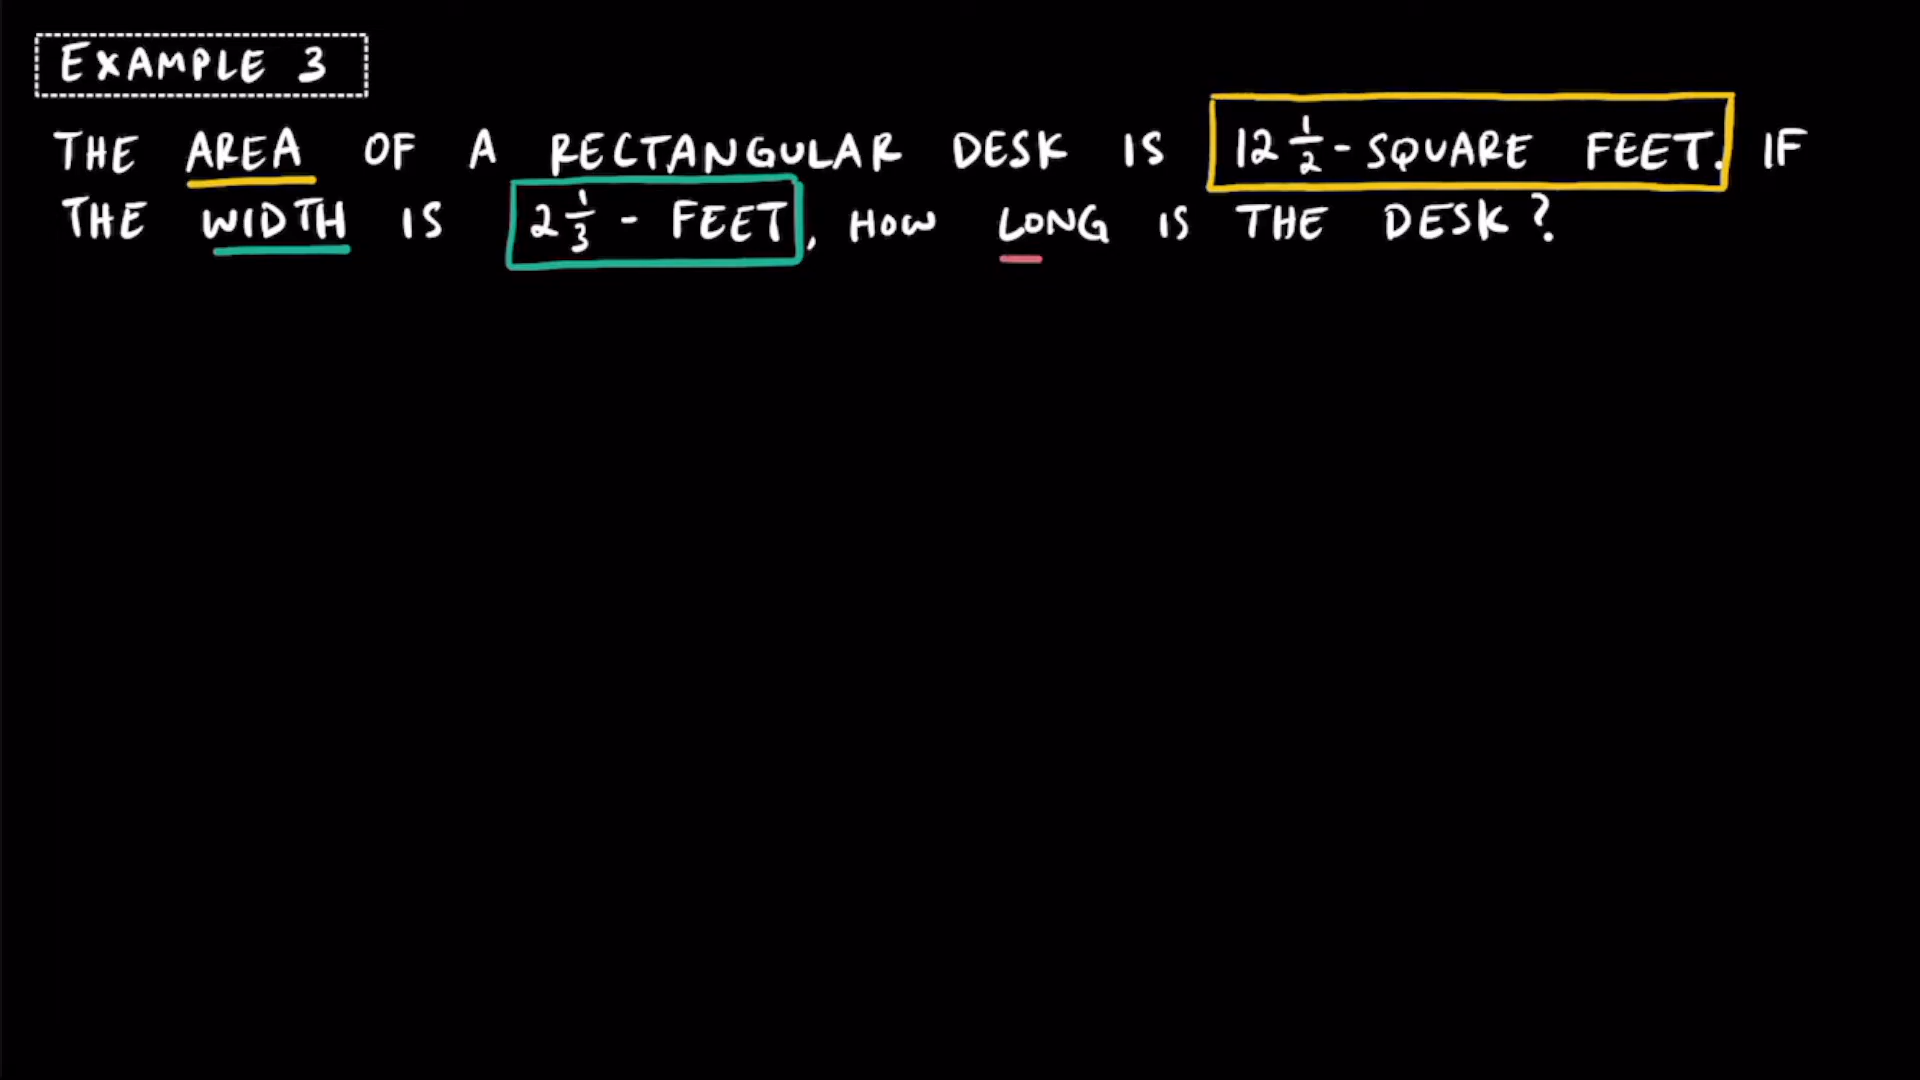 EXAMPLE 3
THE AREA OF A RECTANGULAR DESK IS 12 1/2 - SQUARE FEET. IF
THE WIDTH IS 2 1/3 - FEET, HOW LONG IS THE DESK?